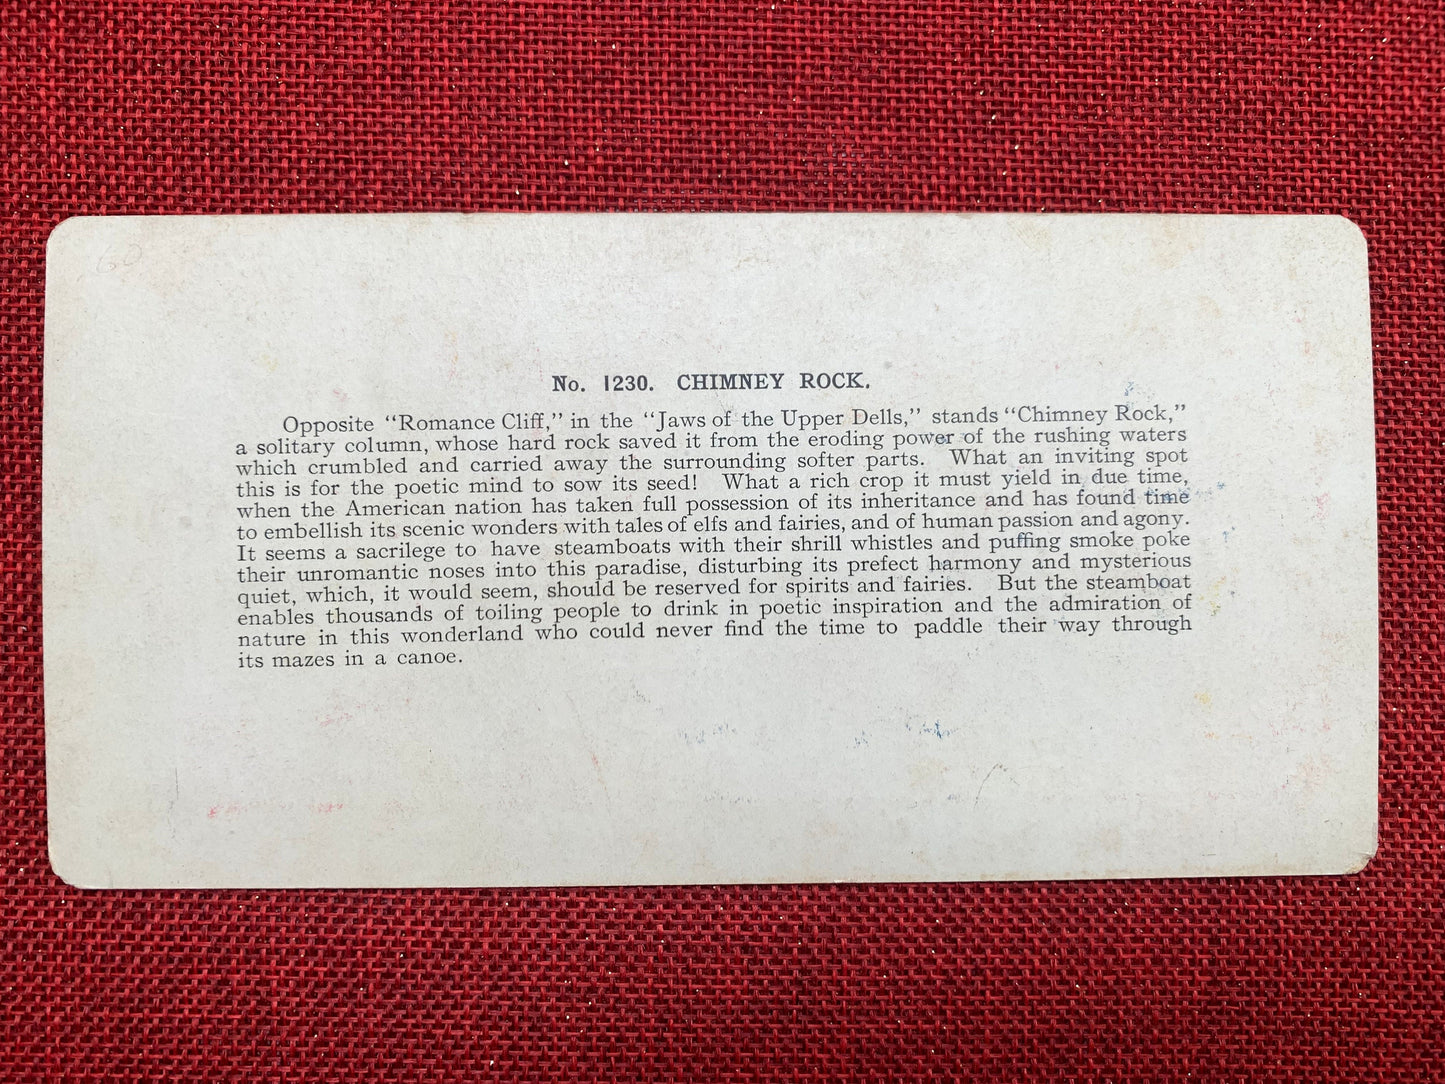 60
No. 1230. CHIMNEY ROCK.
Opposite "Romance Cliff," in the "Jaws of the Upper Dells," stands "Chimney Rock,"
a solitary column, whose hard rock saved it from the eroding power of the rushing waters
which crumbled and carried away the surrounding softer parts. What an inviting spot
this is for the poetic mind to sow its seed! What a rich crop it must yield in due time,
when the American nation has taken full possession of its inheritance and has found time
to embellish its scenic wonders with tales of elfs and fairies, and of human passion and agony.
It seems a sacrilege to have steamboats with their shrill whistles and puffing smoke poke
their unromantic noses into this paradise, disturbing its prefect harmony and mysterious
quiet, which, it would seem, should be reserved for spirits and fairies. But the steamboat
enables thousands of toiling people to drink in poetic inspiration and the admiration of
nature in this wonderland who could never find the time to paddle their way through
its mazes in a canoe.